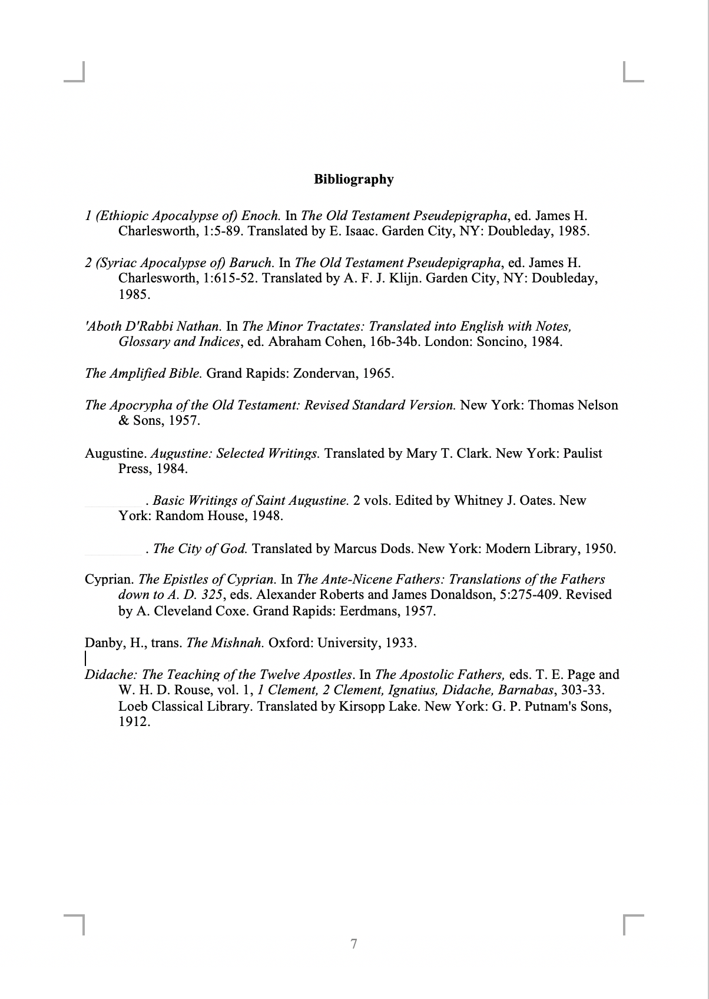 Bibliography
1 (Ethiopic Apocalypse of) Enoch. In The Old Testament Pseudepigrapha, ed. James H.
Charlesworth, 1:5-89. Translated by E. Isaac. Garden City, NY: Doubleday, 1985.
2 (Syriac Apocalypse of) Baruch. In The Old Testament Pseudepigrapha, ed. James H.
Charlesworth, 1:615-52. Translated by A. F. J. Klijn. Garden City, NY: Doubleday,
1985.
'Aboth D'Rabbi Nathan. In The Minor Tractates: Translated into English with Notes,
Glossary and Indices, ed. Abraham Cohen, 16b-34b. London: Soncino, 1984.
The Amplified Bible. Grand Rapids: Zondervan, 1965.
The Apocrypha of the Old Testament: Revised Standard Version. New York: Thomas Nelson
& Sons, 1957.
Augustine. Augustine: Selected Writings. Translated by Mary T. Clark. New York: Paulist
Press, 1984.
________. Basic Writings of Saint Augustine. 2 vols. Edited by Whitney J. Oates. New
York: Random House, 1948.
________. The City of God. Translated by Marcus Dods. New York: Modern Library, 1950.
Cyprian. The Epistles of Cyprian. In The Ante-Nicene Fathers: Translations of the Fathers
down to A. D. 325, eds. Alexander Roberts and James Donaldson, 5:275-409. Revised
by A. Cleveland Coxe. Grand Rapids: Eerdmans, 1957.
Danby, H., trans. The Mishnah. Oxford: University, 1933.
Didache: The Teaching of the Twelve Apostles. In The Apostolic Fathers, eds. T. E. Page and
W. H. D. Rouse, vol. 1, 1 Clement, 2 Clement, Ignatius, Didache, Barnabas, 303-33.
Loeb Classical Library. Translated by Kirsopp Lake. New York: G. P. Putnam's Sons,
1912.
7